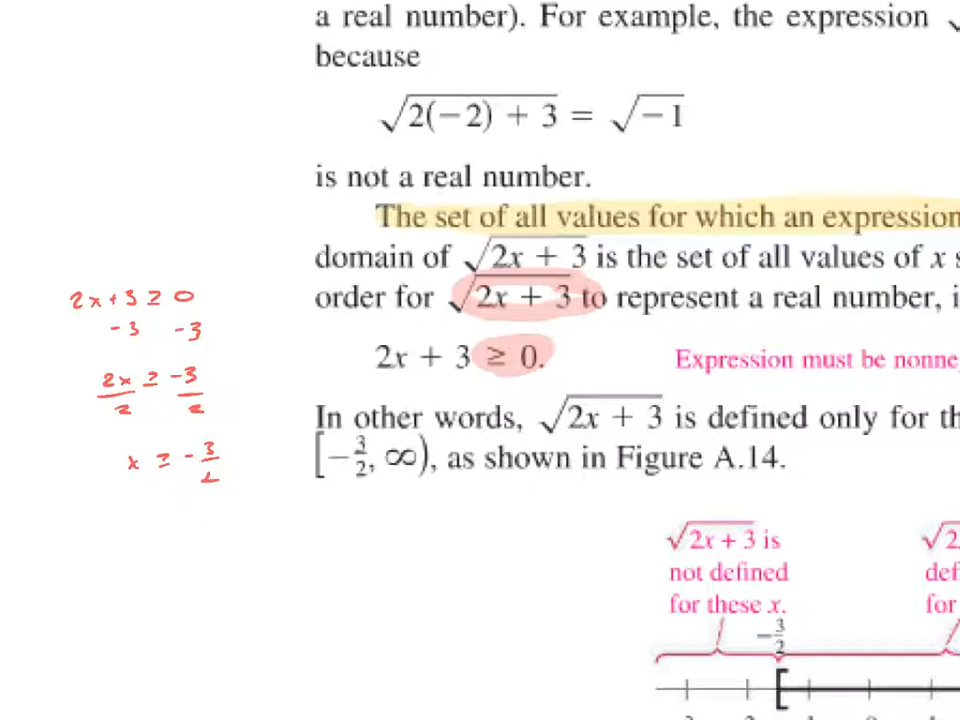 a real number). For example, the expression √
because
√2(−2) + 3 = √−1
is not a real number.
The set of all values for which an expression
domain of √2x + 3 is the set of all values of x s
order for √2x + 3 to represent a real number, i
2x + 3 ≥ 0.
Expression must be nonne
In other words, √2x + 3 is defined only for th
[−3/2, ∞), as shown in Figure A.14.
2x+3 ≥ 0
-3 -3
2x ≥ -3
2 2
x ≥ -3/2
√2x + 3 is
not defined
for these x.
√2
def
for
−3/2